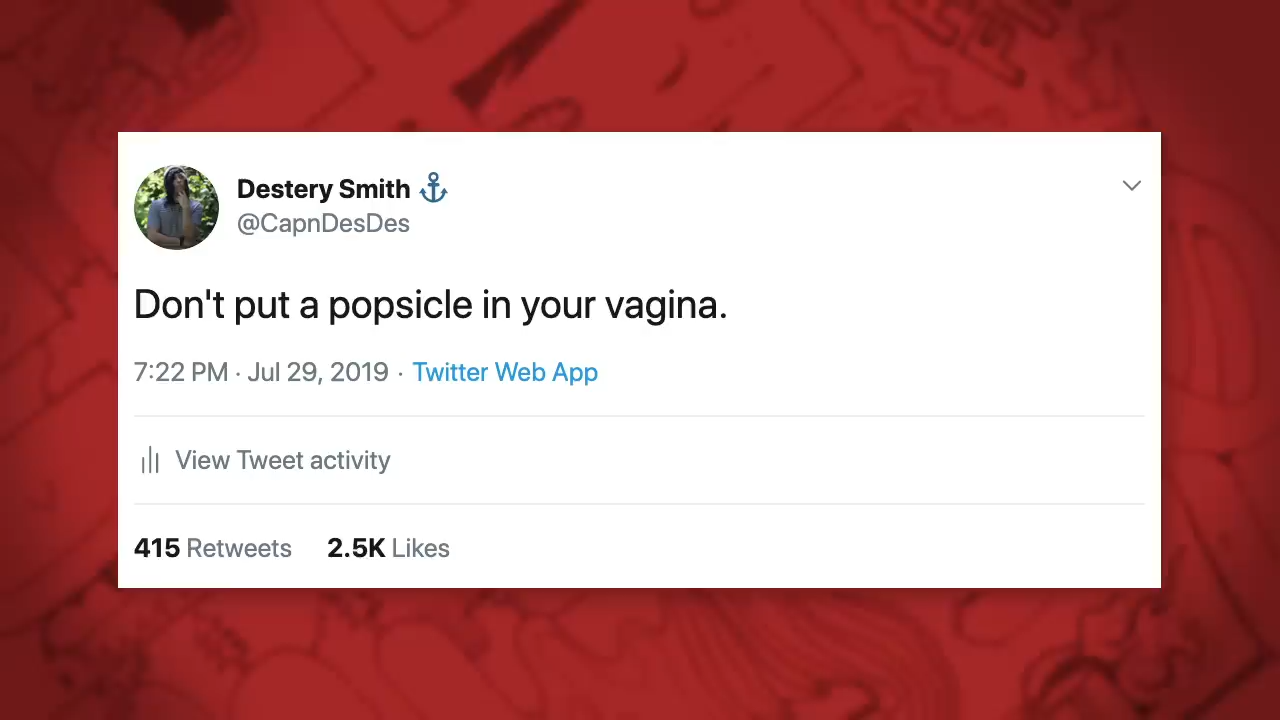 Destery Smith ⚓
@CapnDesDes
Don't put a popsicle in your vagina.
7:22 PM · Jul 29, 2019 · Twitter Web App
View Tweet activity
415 Retweets 2.5K Likes